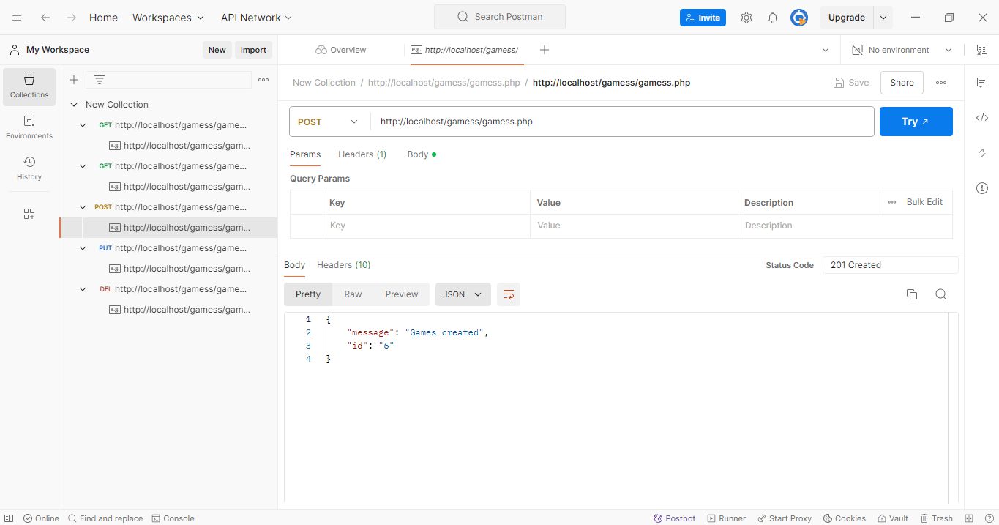 Home Workspaces API Network Search Postman Invite Upgrade
My Workspace New Import Overview http://localhost/gamess/ No environment
Collections
Environments
History
New Collection
GET http://localhost/gamess/game...
e.g. http://localhost/gamess/gam...
GET http://localhost/gamess/game...
e.g. http://localhost/gamess/gam...
POST http://localhost/gamess/game...
e.g. http://localhost/gamess/gam...
PUT http://localhost/gamess/game...
e.g. http://localhost/gamess/gam...
DEL http://localhost/gamess/game...
e.g. http://localhost/gamess/gam...
New Collection / http://localhost/gamess/gamess.php / http://localhost/gamess/gamess.php Save Share
POST http://localhost/gamess/gamess.php Try
Params Headers (1) Body
Query Params
Key Value Description Bulk Edit
Key Value Description
Body Headers (10) Status Code 201 Created
Pretty Raw Preview JSON
1 {
2 "message": "Games created",
3 "id": "6"
4 }
Online Find and replace Console Postbot Runner Start Proxy Cookies Vault Trash